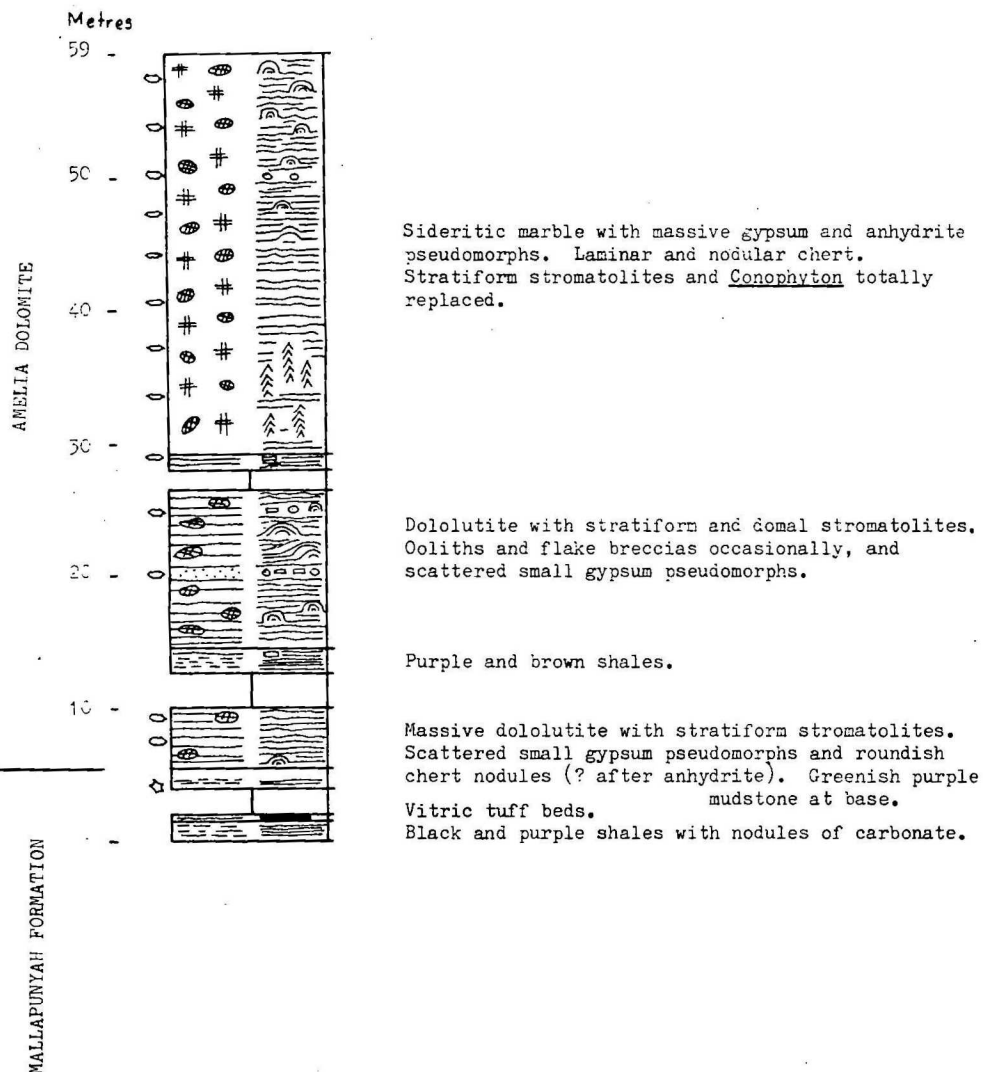 Metres
59
50
40
30
20
10
AMELIA DOLOMITE
MALLAPUNYAH FORMATION
Sideritic marble with massive gypsum and anhydrite
pseudomorphs. Laminar and nodular chert.
Stratiform stromatolites and Conophyton totally
replaced.
Dololutite with stratiform and domal stromatolites.
Ooliths and flake breccias occasionally, and
scattered small gypsum pseudomorphs.
Purple and brown shales.
Massive dololutite with stratiform stromatolites.
Scattered small gypsum pseudomorphs and roundish
chert nodules (? after anhydrite). Greenish purple
mudstone at base.
Vitric tuff beds.
Black and purple shales with nodules of carbonate.